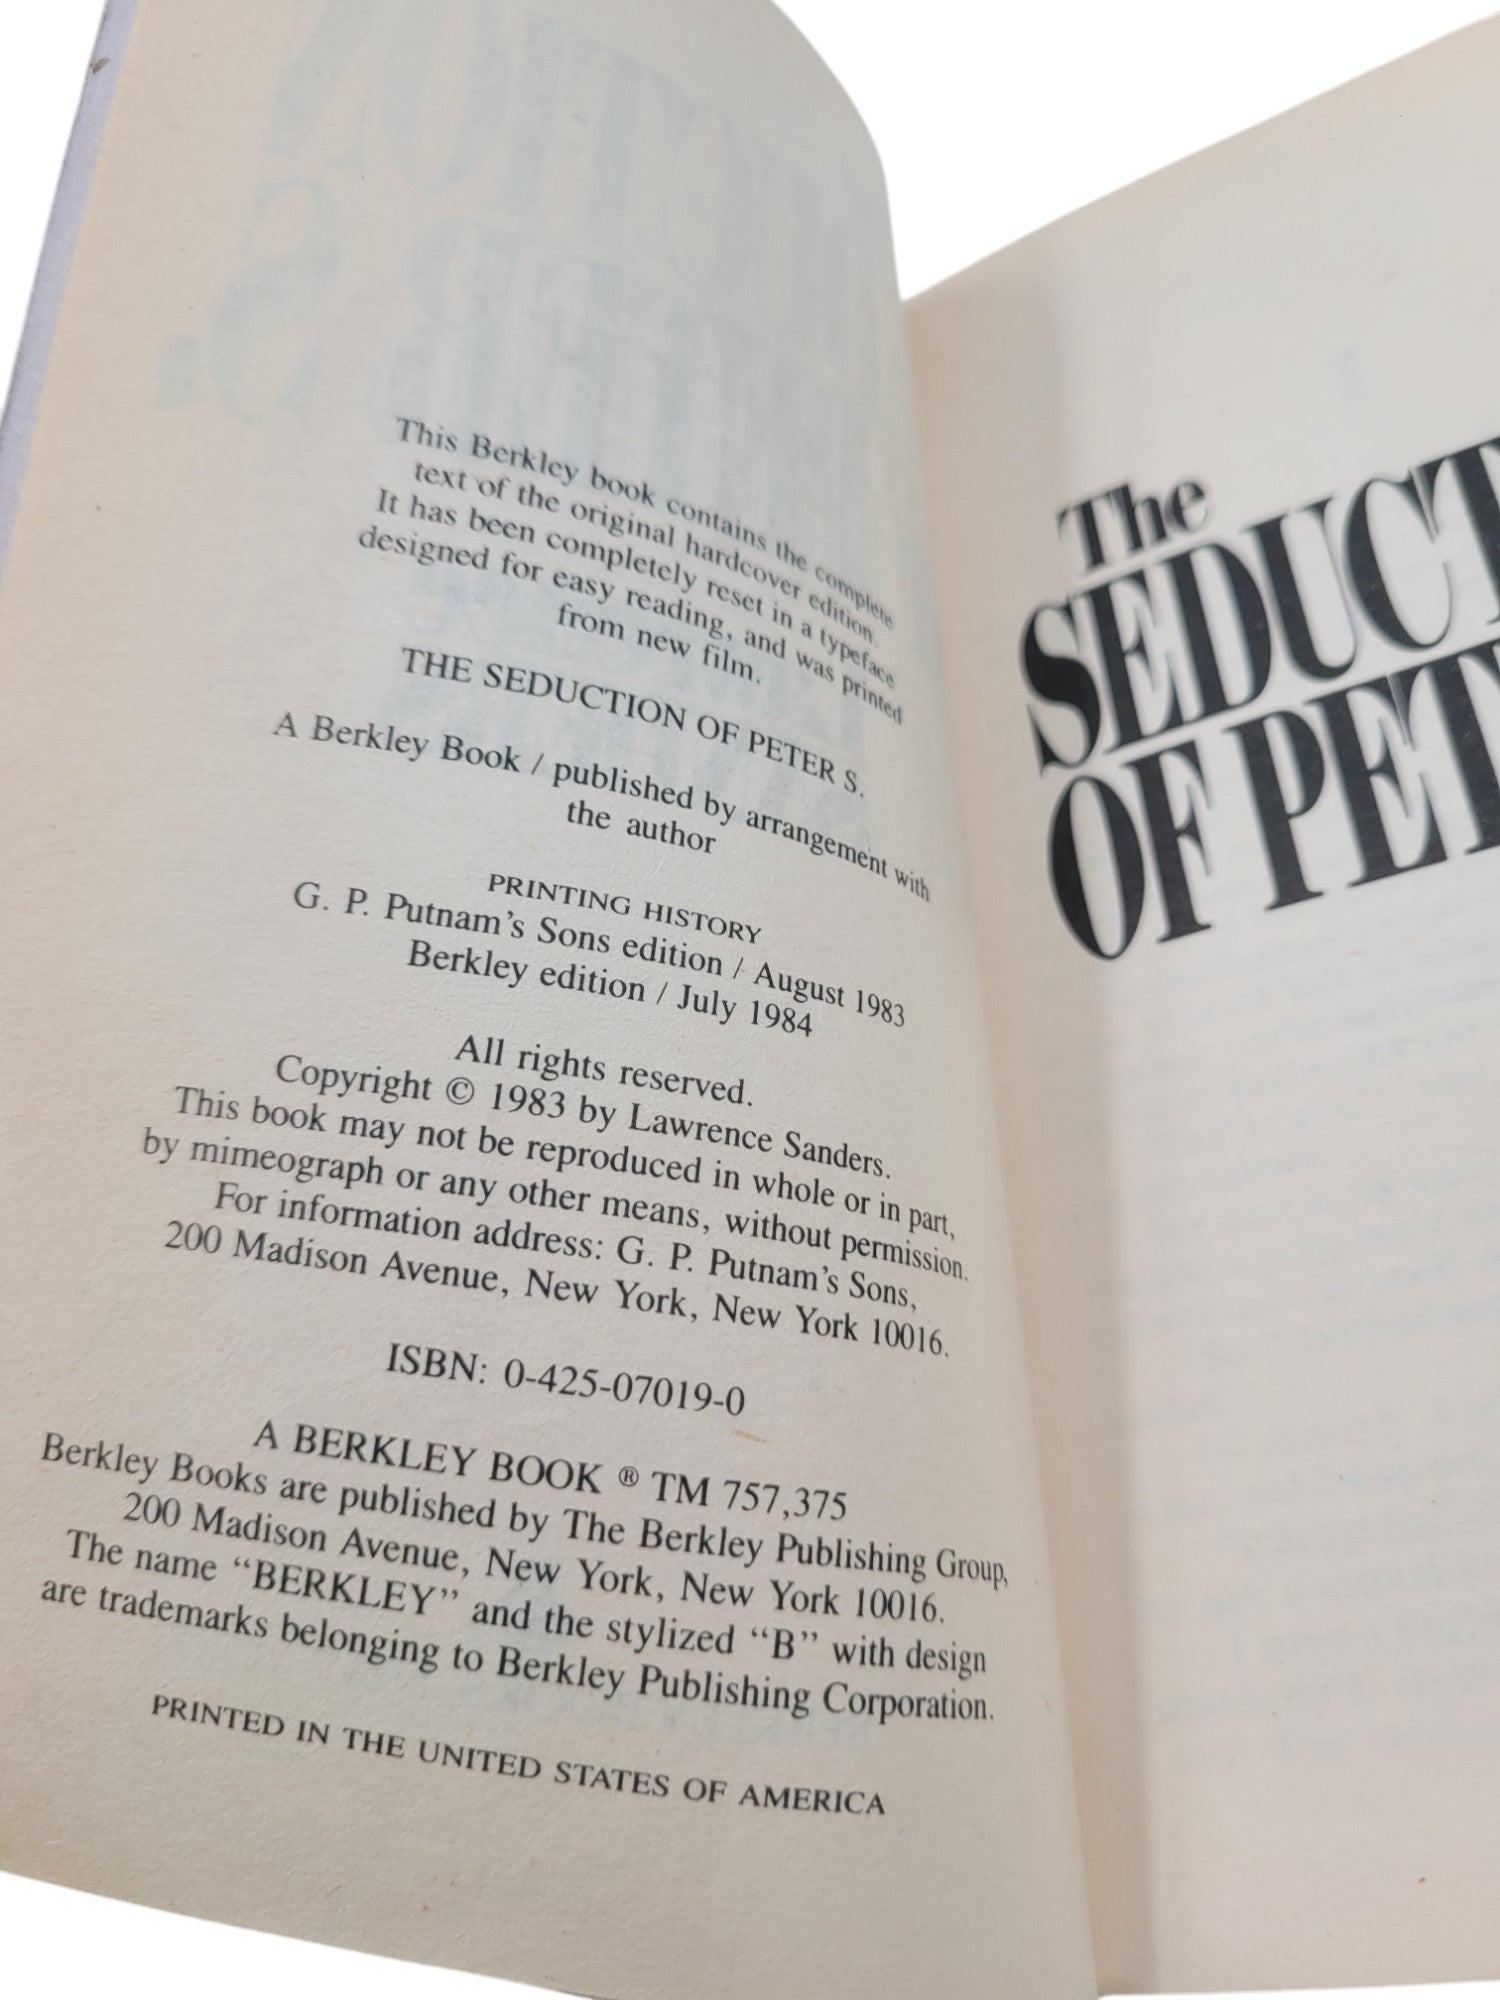 This Berkley book contains the complete
text of the original hardcover edition.
It has been completely reset in a typeface
designed for easy reading, and was printed
from new film.
THE SEDUCTION OF PETER S.
A Berkley Book / published by arrangement with
the author
PRINTING HISTORY
G. P. Putnam's Sons edition / August 1983
Berkley edition / July 1984
All rights reserved.
Copyright © 1983 by Lawrence Sanders.
This book may not be reproduced in whole or in part,
by mimeograph or any other means, without permission.
For information address: G. P. Putnam's Sons,
200 Madison Avenue, New York, New York 10016.
ISBN: 0-425-07019-0
A BERKLEY BOOK ® TM 757,375
Berkley Books are published by The Berkley Publishing Group,
200 Madison Avenue, New York, New York 10016.
The name "BERKLEY" and the stylized "B" with design
are trademarks belonging to Berkley Publishing Corporation.
PRINTED IN THE UNITED STATES OF AMERICA
The
SEDUCT
OF PET